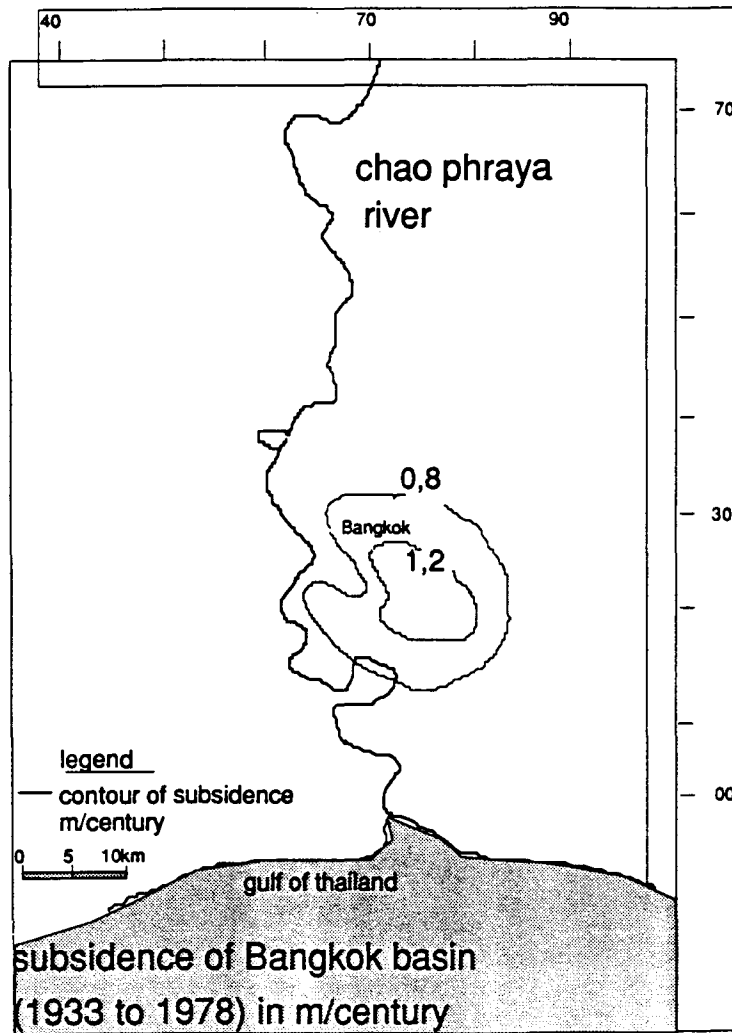 40 70 90
70
chao phraya
river
0,8
30
Bangkok
1,2
legend
00
contour of subsidence
m/century
0 5 10km
gulf of thailand
subsidence of Bangkok basin
(1933 to 1978) in m/century